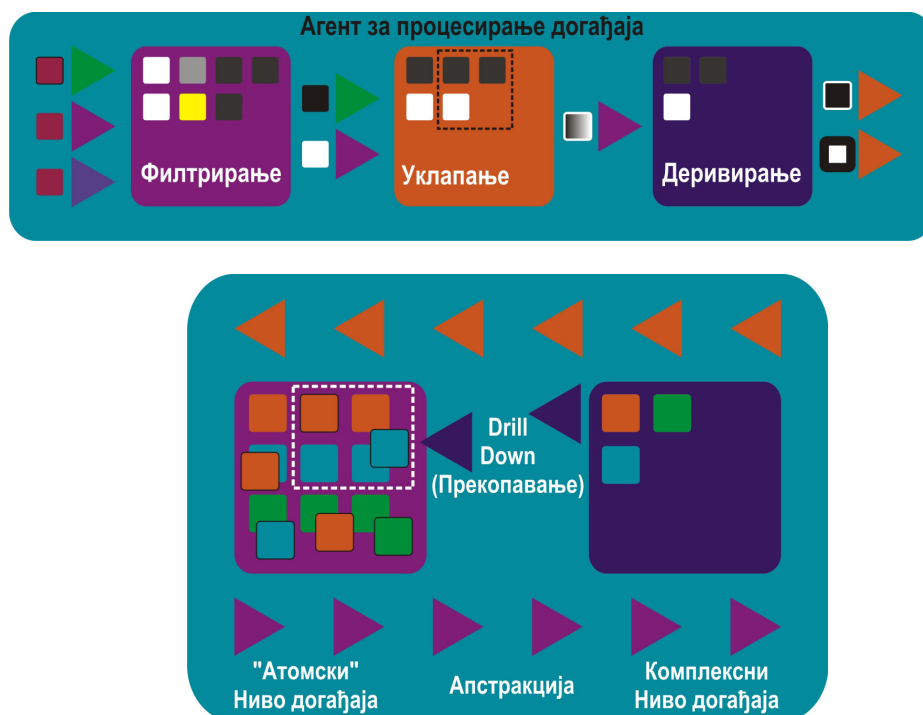 Агент за процесирање догађаја
Филтрирање
Уклапање
Деривирање
Drill
Down
(Прекопавање)
"Атомски"
Ниво догађаја
Апстракција
Комплексни
Ниво догађаја